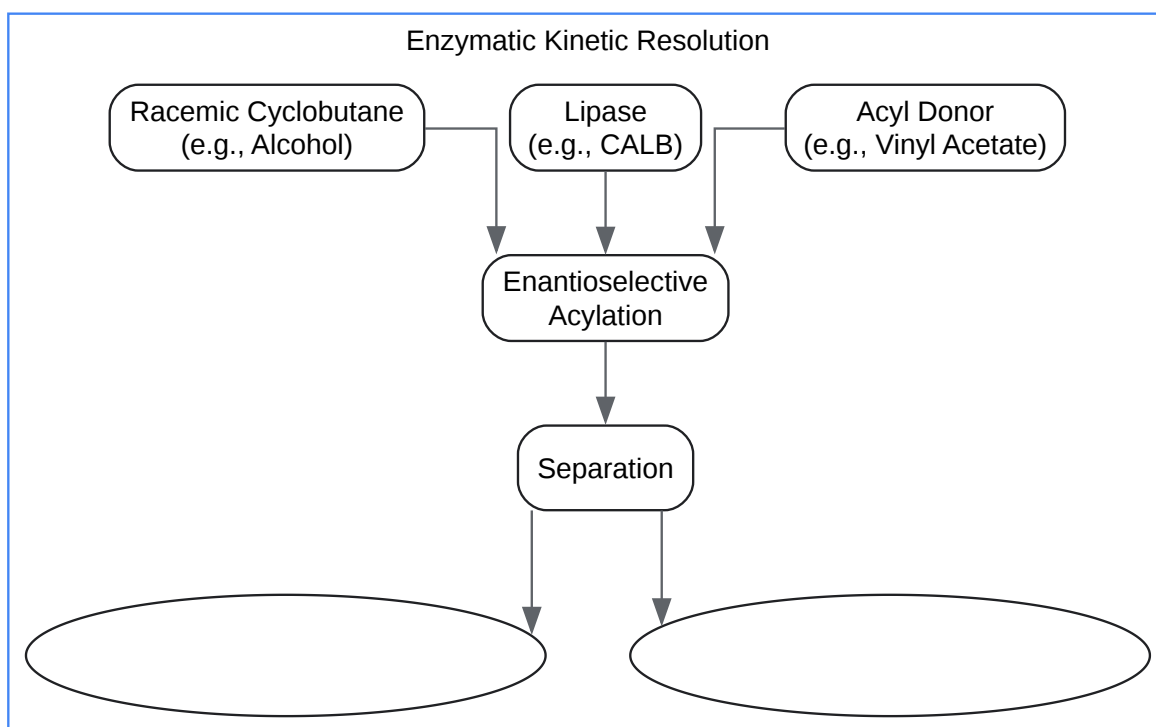 Enzymatic Kinetic Resolution
Racemic Cyclobutane
(e.g., Alcohol)
Lipase
(e.g., CALB)
Acyl Donor
(e.g., Vinyl Acetate)
Enantioselective
Acylation
Separation